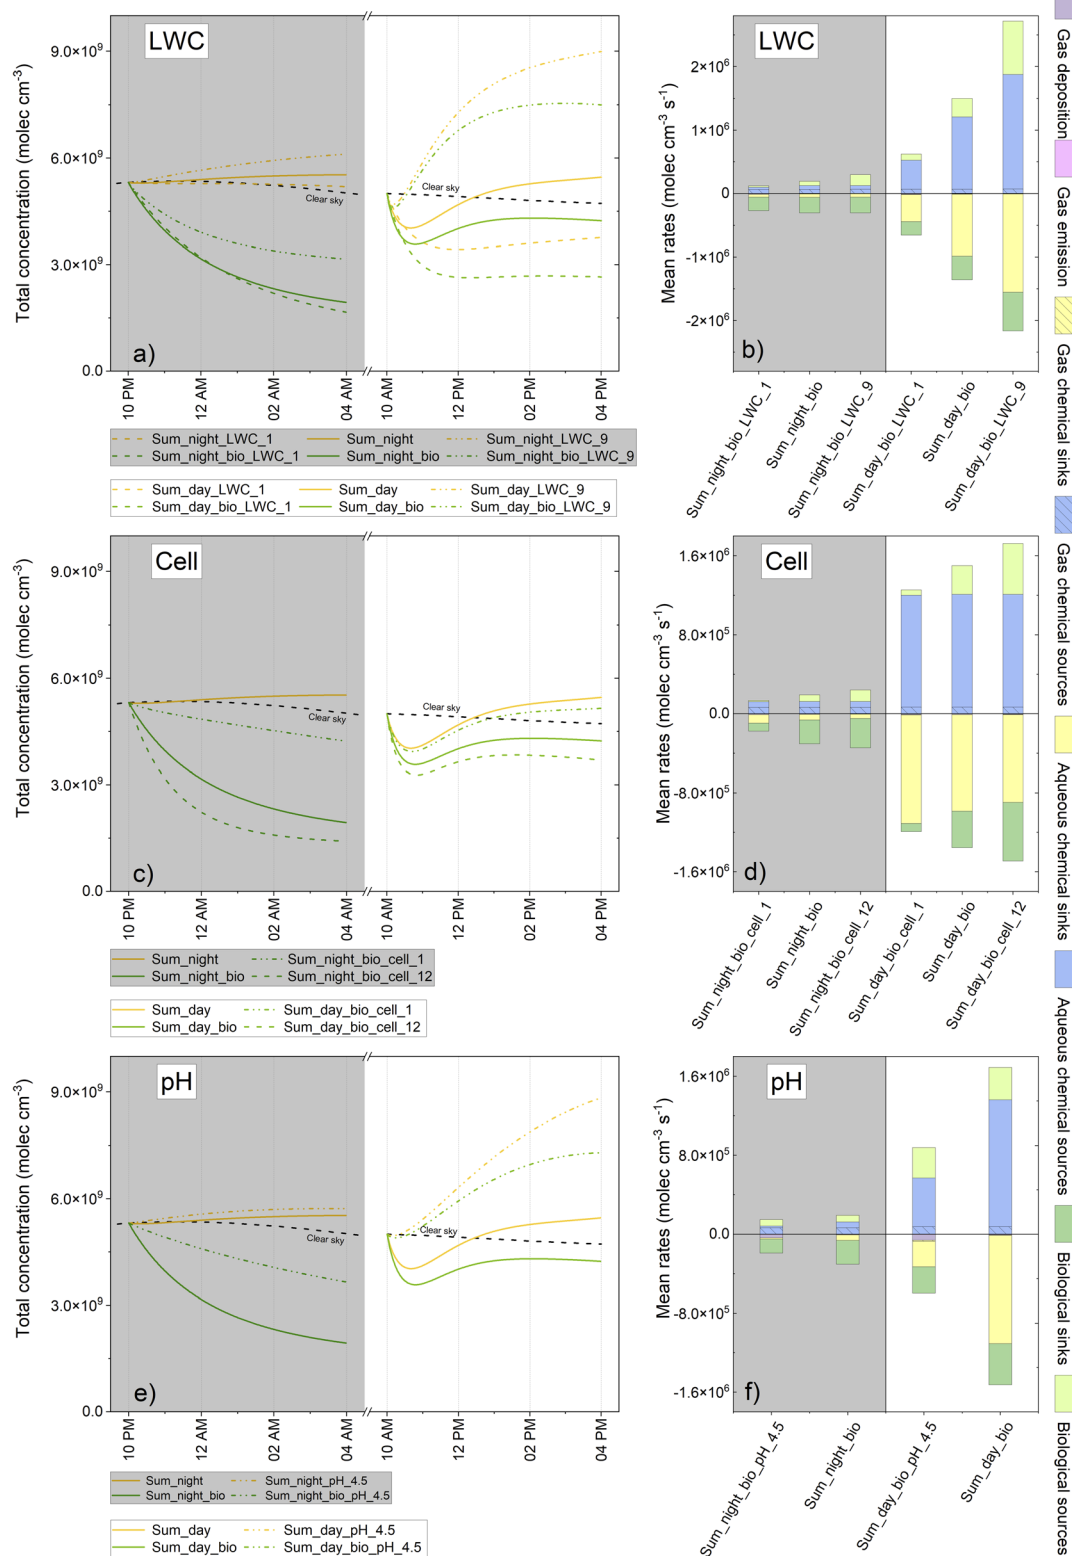 LWC
Total concentration (molec cm⁻³)
9.0×10⁹
6.0×10⁹
3.0×10⁹
0.0
Clear sky
Clear sky
a)
10 PM
12 AM
02 AM
04 AM
10 AM
12 PM
02 PM
04 PM
Sum_night_LWC_1 Sum_night Sum_night_LWC_9
Sum_night_bio_LWC_1 Sum_night_bio Sum_night_bio_LWC_9
Sum_day_LWC_1 Sum_day Sum_day_LWC_9
Sum_day_bio_LWC_1 Sum_day_bio Sum_day_bio_LWC_9
LWC
Mean rates (molec cm⁻³ s⁻¹)
2×10⁶
1×10⁶
0
-1×10⁶
-2×10⁶
b)
Sum_night_bio_LWC_1
Sum_night_bio
Sum_night_bio_LWC_9
Sum_day_bio_LWC_1
Sum_day_bio
Sum_day_bio_LWC_9
Cell
Total concentration (molec cm⁻³)
9.0×10⁹
6.0×10⁹
3.0×10⁹
0.0
Clear sky
Clear sky
c)
10 PM
12 AM
02 AM
04 AM
10 AM
12 PM
02 PM
04 PM
Sum_night Sum_night_bio_cell_1
Sum_night_bio Sum_night_bio_cell_12
Sum_day Sum_day_bio_cell_1
Sum_day_bio Sum_day_bio_cell_12
Cell
Mean rates (molec cm⁻³ s⁻¹)
1.6×10⁶
8.0×10⁵
0.0
-8.0×10⁵
-1.6×10⁶
d)
Sum_night_bio_cell_1
Sum_night_bio
Sum_night_bio_cell_12
Sum_day_bio_cell_1
Sum_day_bio
Sum_day_bio_cell_12
pH
Total concentration (molec cm⁻³)
9.0×10⁹
6.0×10⁹
3.0×10⁹
0.0
Clear sky
Clear sky
e)
10 PM
12 AM
02 AM
04 AM
10 AM
12 PM
02 PM
04 PM
Sum_night Sum_night_pH_4.5
Sum_night_bio Sum_night_bio_pH_4.5
Sum_day Sum_day_pH_4.5
Sum_day_bio Sum_day_bio_pH_4.5
pH
Mean rates (molec cm⁻³ s⁻¹)
1.6×10⁶
8.0×10⁵
0.0
-8.0×10⁵
-1.6×10⁶
f)
Sum_night_bio_pH_4.5
Sum_night_bio
Sum_day_bio_pH_4.5
Sum_day_bio
Gas deposition
Gas emission
Gas chemical sinks
Gas chemical sources
Aqueous chemical sinks
Aqueous chemical sources
Biological sinks
Biological sources